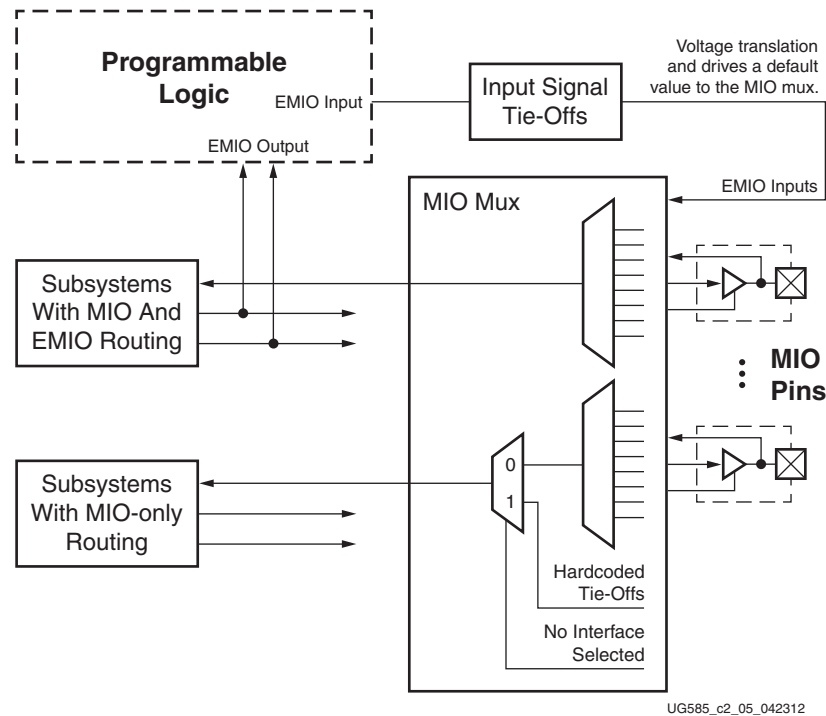 Programmable
Logic
EMIO Input
EMIO Output
Input Signal
Tie-Offs
Voltage translation
and drives a default
value to the MIO mux.
EMIO Inputs
MIO Mux
Subsystems
With MIO And
EMIO Routing
MIO
Pins
Subsystems
With MIO-only
Routing
0
1
Hardcoded
Tie-Offs
No Interface
Selected
UG585_c2_05_042312